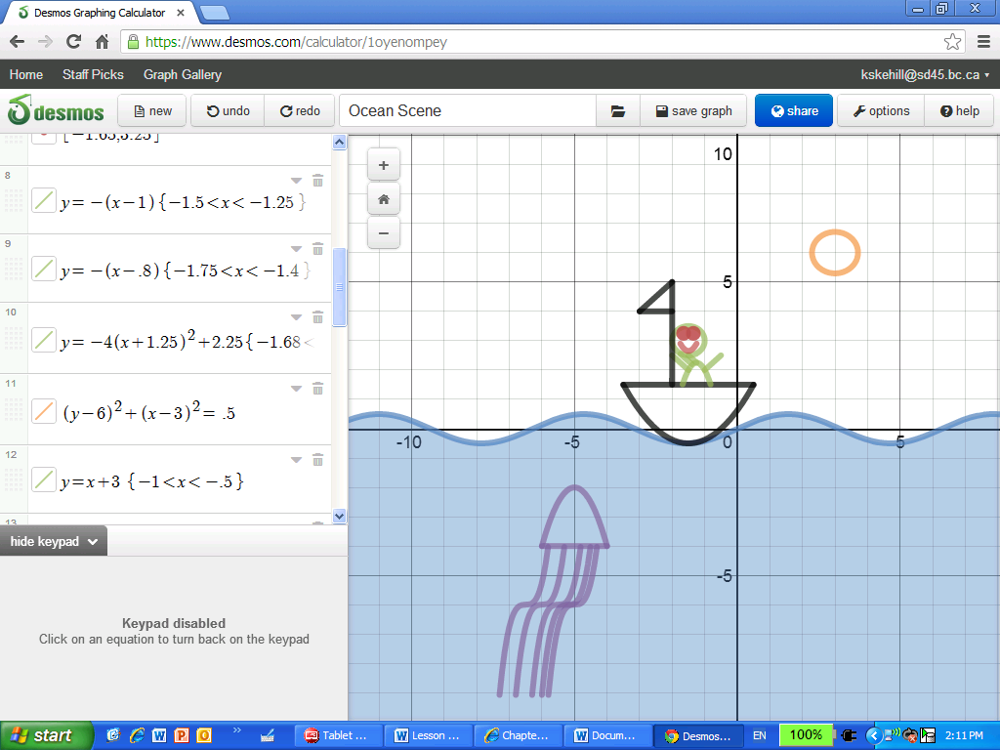 Desmos Graphing Calculator
https://www.desmos.com/calculator/1oyenompey
Home Staff Picks Graph Gallery kskehill@sd45.bc.ca
desmos new undo redo Ocean Scene save graph share options help
[−1.65,3.25]
8
y=−(x−1){−1.5<x<−1.25}
9
y=−(x−.8){−1.75<x<−1.4}
10
y=−4(x+1.25)²+2.25{−1.68<
11
(y−6)²+(x−3)²=.5
12
y=x+3 {−1<x<−.5}
13
hide keypad
Keypad disabled
Click on an equation to turn back on the keypad
+
−
10
5
-10 -5 0 5
-5
start Tablet ... Lesson ... Chapte... Docum... Desmos... EN 100% 2:11 PM